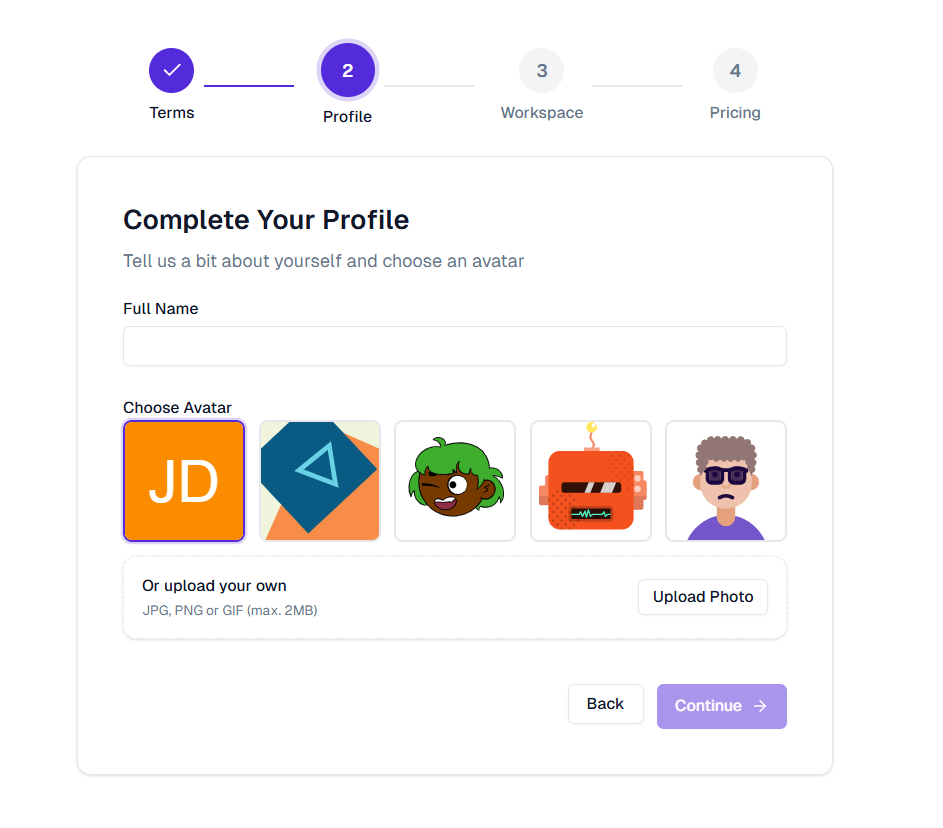 2
3
4
Terms
Profile
Workspace
Pricing
Complete Your Profile
Tell us a bit about yourself and choose an avatar
Full Name
Choose Avatar
JD
Or upload your own
JPG, PNG or GIF (max. 2MB)
Upload Photo
Back
Continue